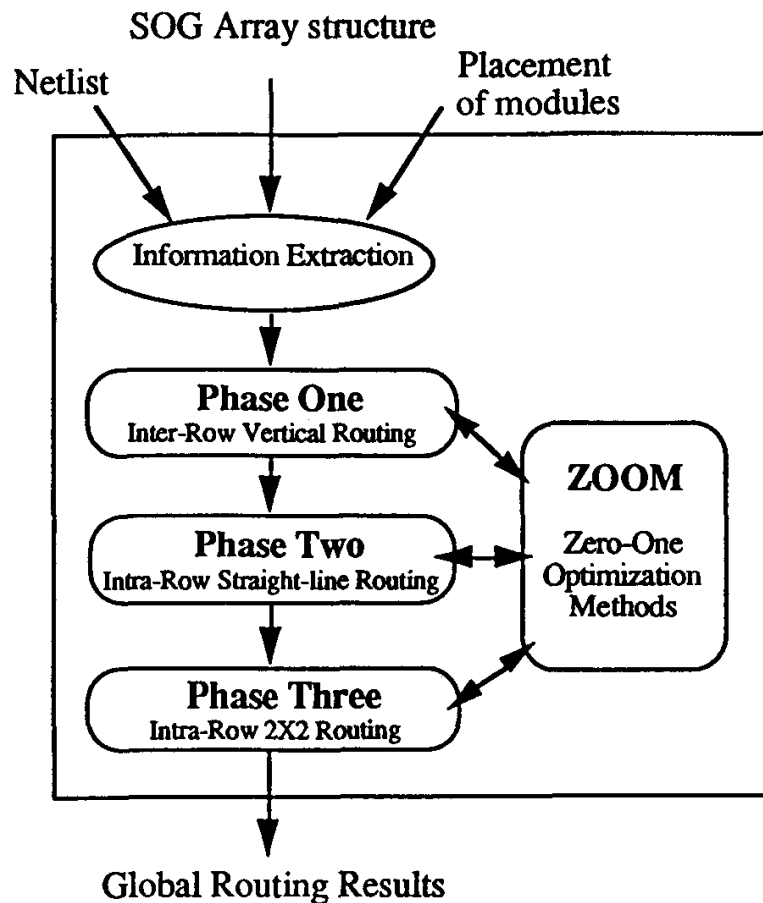 SOG Array structure
Netlist
Placement
of modules
Information Extraction
Phase One
Inter-Row Vertical Routing
Phase Two
Intra-Row Straight-line Routing
Phase Three
Intra-Row 2X2 Routing
ZOOM
Zero-One
Optimization
Methods
Global Routing Results